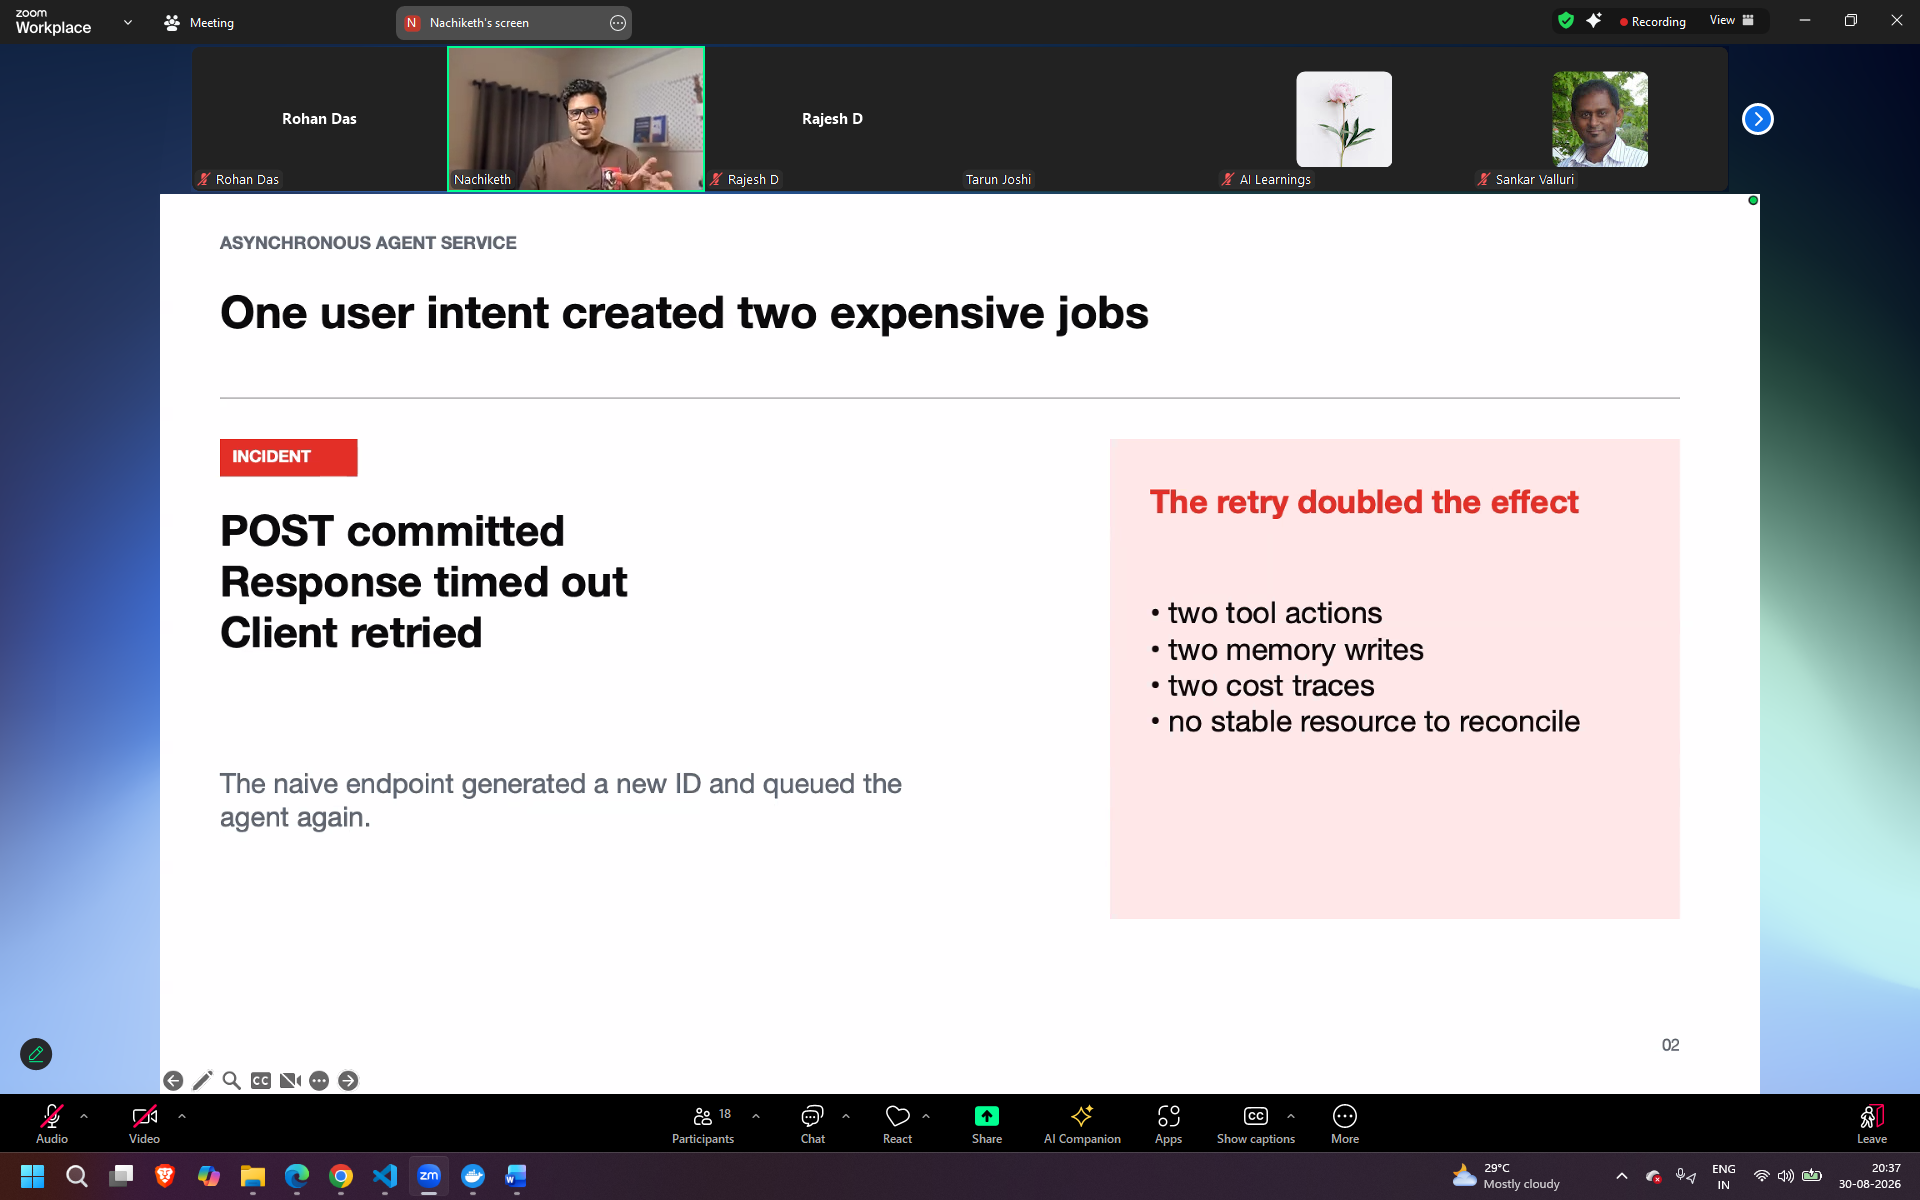 zoom
Workplace
Meeting
N Nachiketh's screen
Recording
View
Rohan Das
Rajesh D
Rohan Das
Nachiketh
Rajesh D
Tarun Joshi
AI Learnings
Sankar Valluri
ASYNCHRONOUS AGENT SERVICE
One user intent created two expensive jobs
INCIDENT
POST committed
Response timed out
Client retried
The naive endpoint generated a new ID and queued the
agent again.
The retry doubled the effect
• two tool actions
• two memory writes
• two cost traces
• no stable resource to reconcile
02
CC
Audio
Video
18
Participants
Chat
React
Share
AI Companion
Apps
CC
Show captions
More
Leave
zm
W
29°C
Mostly cloudy
ENG
IN
20:37
30-08-2026